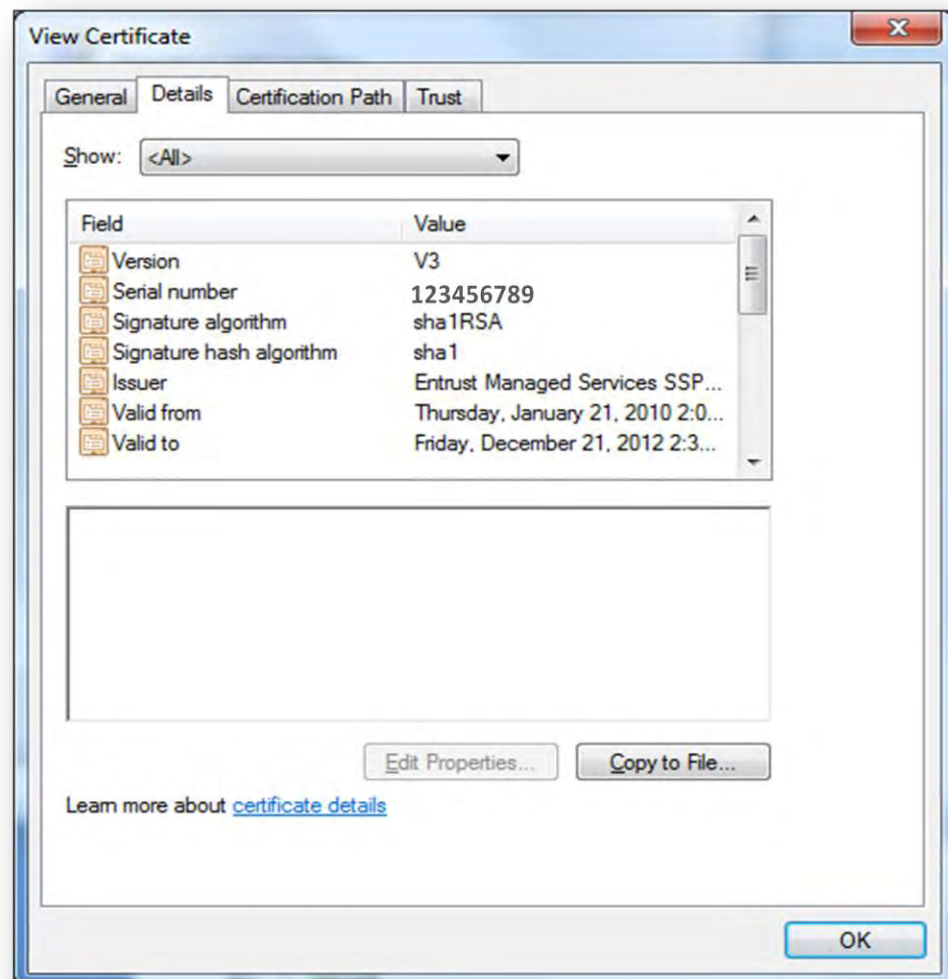 View Certificate
General Details Certification Path Trust
Show: <All>
Field Value
Version V3
Serial number 123456789
Signature algorithm sha1RSA
Signature hash algorithm sha1
Issuer Entrust Managed Services SSP...
Valid from Thursday, January 21, 2010 2:0...
Valid to Friday, December 21, 2012 2:3...
Edit Properties... Copy to File...
Learn more about certificate details
OK